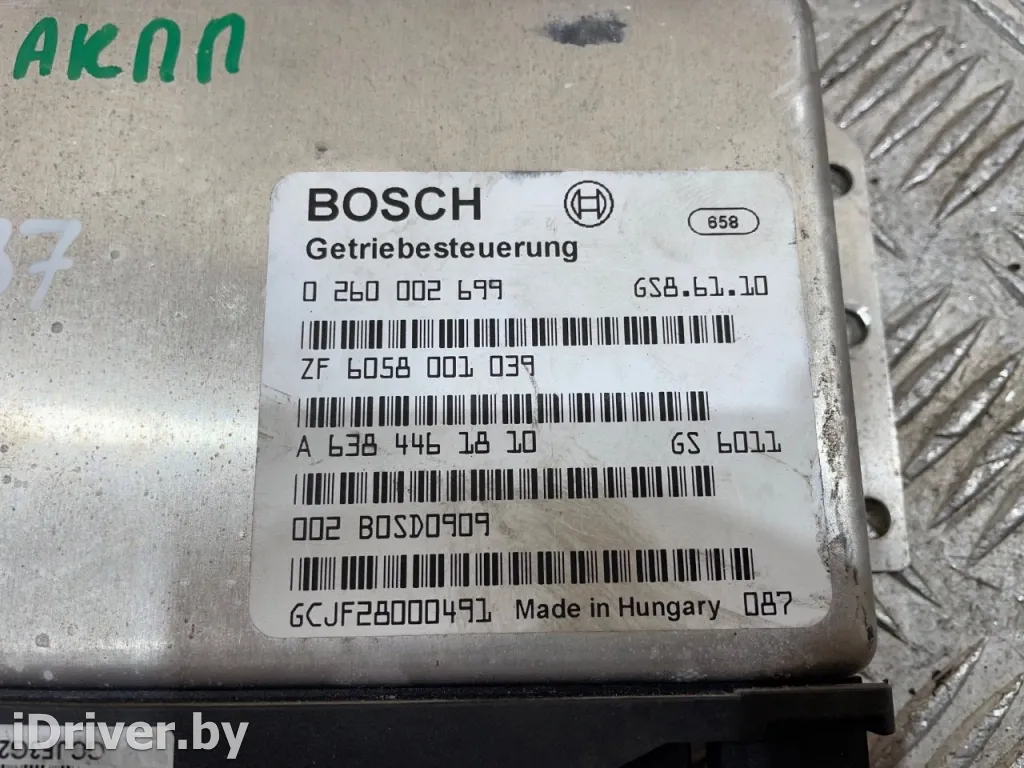 АКПП
37
BOSCH
658
Getriebesteuerung
0 260 002 699 GS8.61.10
ZF 6058 001 039
A 638 446 18 10 GS 6011
002 BOSD0909
GCJF28000491 Made in Hungary 087
iDriver.by